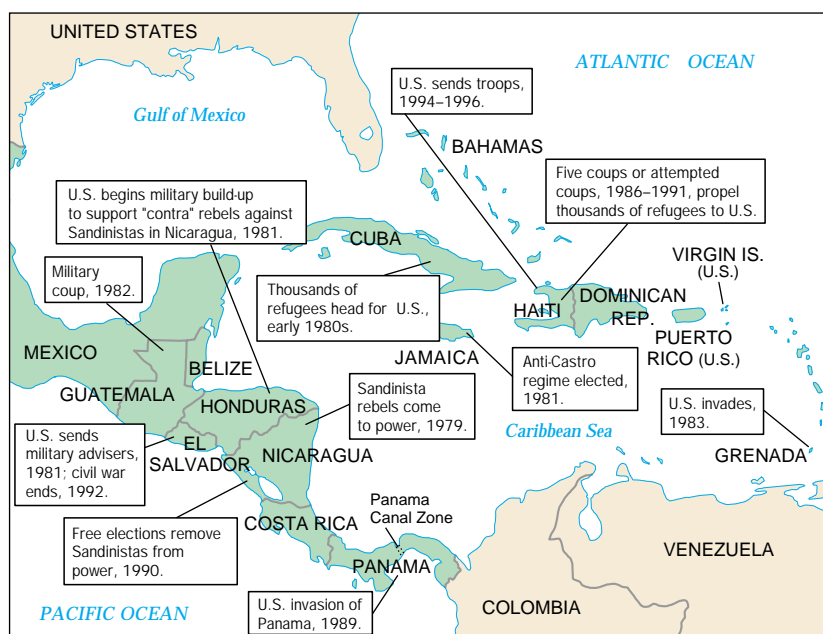 UNITED STATES
ATLANTIC OCEAN
U.S. sends troops,
1994–1996.
Gulf of Mexico
BAHAMAS
Five coups or attempted
coups, 1986–1991, propel
thousands of refugees to U.S.
U.S. begins military build-up
to support "contra" rebels against
Sandinistas in Nicaragua, 1981.
CUBA
VIRGIN IS.
(U.S.)
Military
coup, 1982.
Thousands of
refugees head for U.S.,
early 1980s.
HAITI
DOMINICAN
REP.
PUERTO
RICO (U.S.)
MEXICO
BELIZE
JAMAICA
Anti-Castro
regime elected,
1981.
GUATEMALA
HONDURAS
Sandinista
rebels come
to power, 1979.
U.S. invades,
1983.
Caribbean Sea
U.S. sends
military advisers,
1981; civil war
ends, 1992.
EL
SALVADOR
NICARAGUA
GRENADA
Panama
Canal Zone
COSTA RICA
Free elections remove
Sandinistas from
power, 1990.
VENEZUELA
PANAMA
PACIFIC OCEAN
U.S. invasion of
Panama, 1989.
COLOMBIA